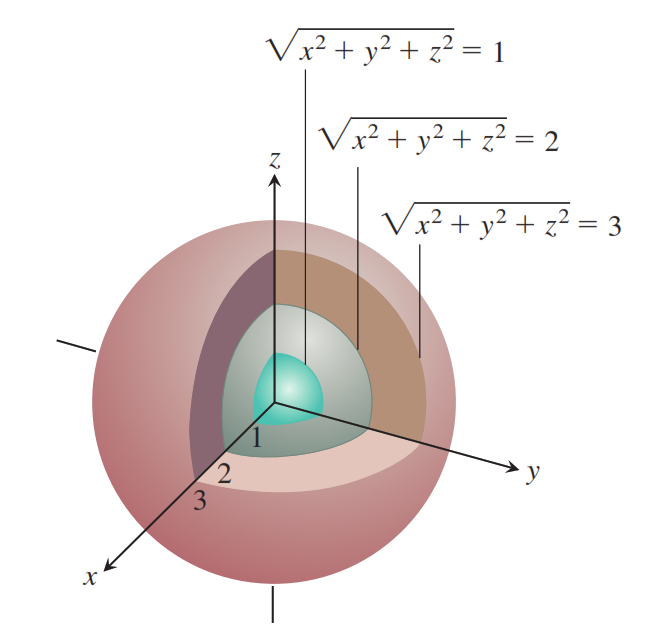 √x² + y² + z² = 1
√x² + y² + z² = 2
z
√x² + y² + z² = 3
1
2
y
3
x